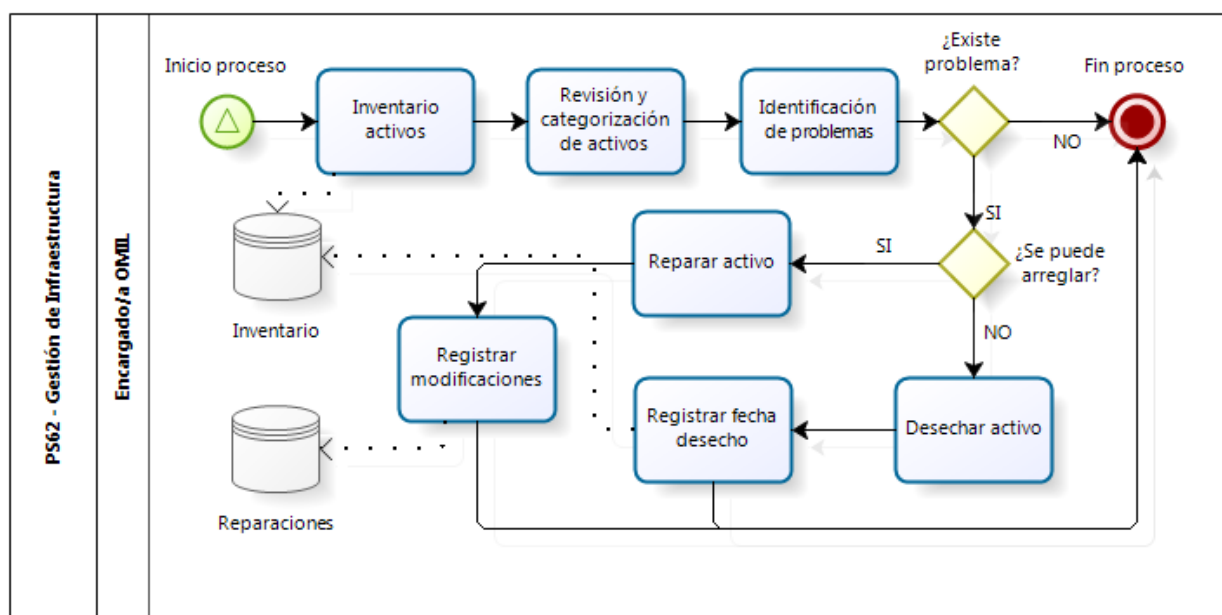 PS62 - Gestión de Infraestructura
Encargado/a OMIL
Inicio proceso
Inventario
activos
Revisión y
categorización
de activos
Identificación
de problemas
¿Existe
problema?
Fin proceso
NO
SI
¿Se puede
arreglar?
SI
Reparar activo
NO
Inventario
Registrar
modificaciones
Registrar fecha
desecho
Desechar activo
Reparaciones